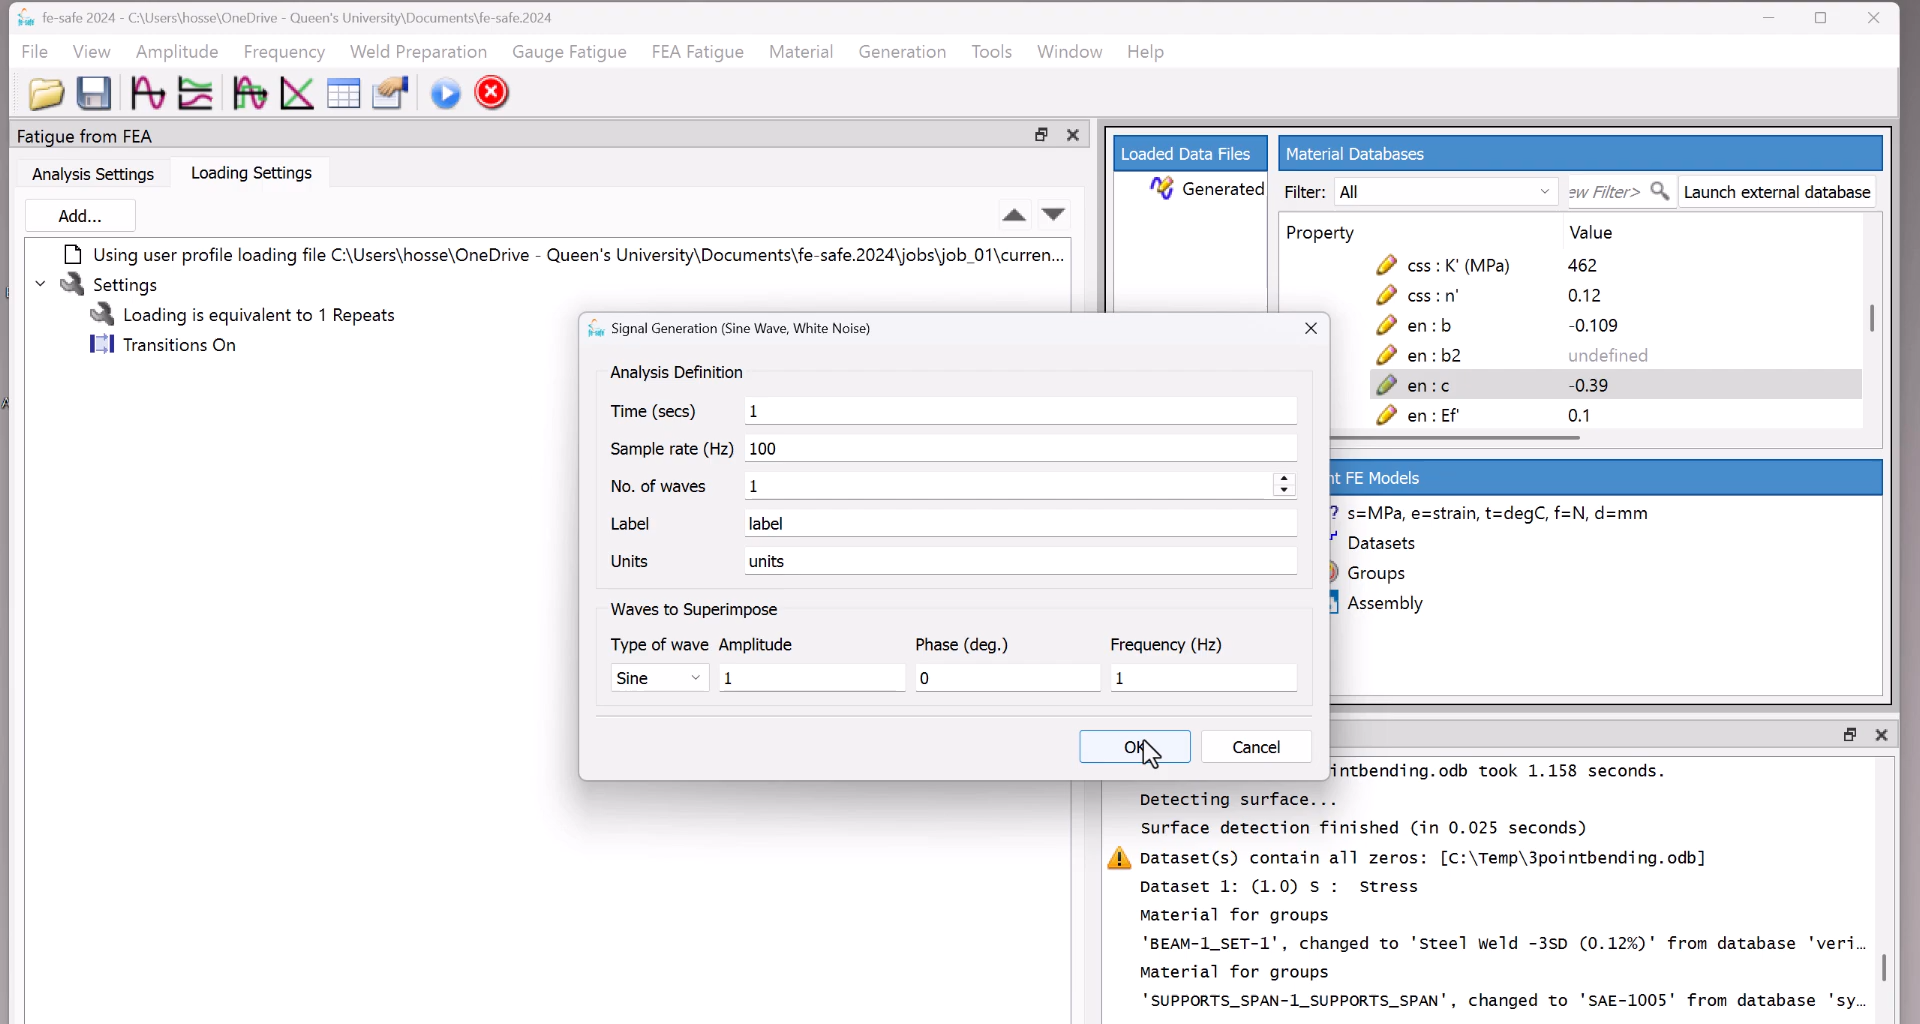 fe-safe 2024 - C:\Users\hosse\OneDrive - Queen's University\Documents\fe-safe.2024
File View Amplitude Frequency Weld Preparation Gauge Fatigue FEA Fatigue Material Generation Tools Window Help
Fatigue from FEA
Analysis Settings Loading Settings
Add...
Using user profile loading file C:\Users\hosse\OneDrive - Queen's University\Documents\fe-safe.2024\jobs\job_01\curren...
Settings
Loading is equivalent to 1 Repeats
Transitions On
Loaded Data Files
Generated
Material Databases
Filter: All ew Filter> Launch external database
Property Value
css : K' (MPa) 462
css : n' 0.12
en : b -0.109
en : b2 undefined
en : c -0.39
en : Ef' 0.1
Signal Generation (Sine Wave, White Noise)
Analysis Definition
Time (secs) 1
Sample rate (Hz) 100
No. of waves 1
Label label
Units units
Waves to Superimpose
Type of wave Amplitude Phase (deg.) Frequency (Hz)
Sine 1 0 1
OK Cancel
nt FE Models
s=MPa, e=strain, t=degC, f=N, d=mm
Datasets
Groups
Assembly
intbending.odb took 1.158 seconds.
Detecting surface...
Surface detection finished (in 0.025 seconds)
Dataset(s) contain all zeros: [C:\Temp\3pointbending.odb]
Dataset 1: (1.0) S : Stress
Material for groups
'BEAM-1_SET-1', changed to 'Steel Weld -3SD (0.12%)' from database 'veri...
Material for groups
'SUPPORTS_SPAN-1_SUPPORTS_SPAN', changed to 'SAE-1005' from database 'sy...